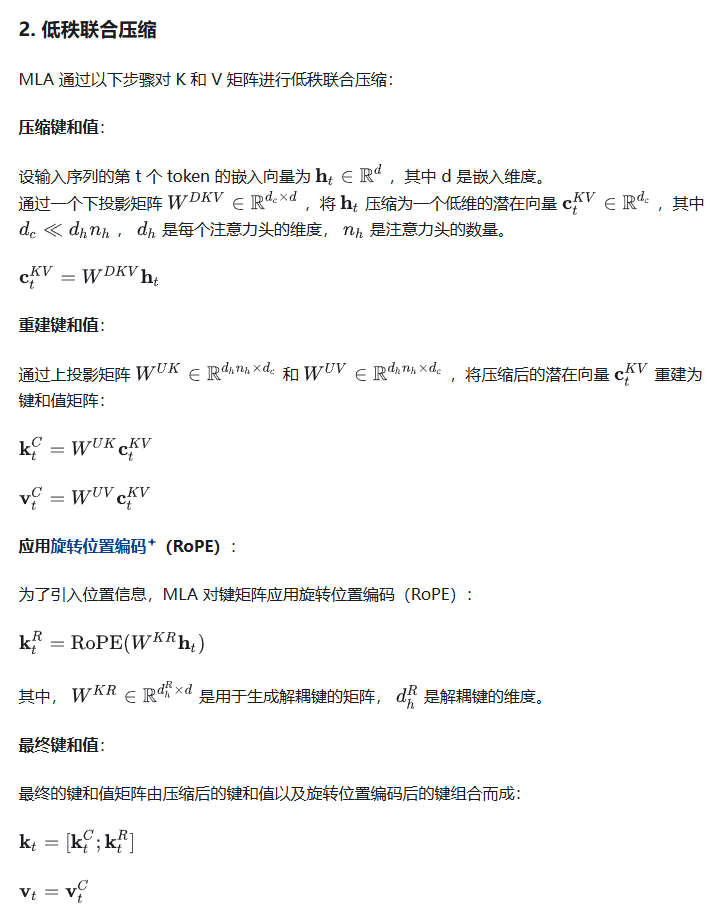 2. 低秩联合压缩
MLA 通过以下步骤对 K 和 V 矩阵进行低秩联合压缩：
压缩键和值：
设输入序列的第 t 个 token 的嵌入向量为 $\mathbf{h}_t \in \mathbb{R}^d$ ，其中 d 是嵌入维度。
通过一个下投影矩阵 $W^{DKV} \in \mathbb{R}^{d_c \times d}$ ，将 $\mathbf{h}_t$ 压缩为一个低维的潜在向量 $\mathbf{c}_t^{KV} \in \mathbb{R}^{d_c}$ ，其中
$d_c \ll d_h n_h$ ， $d_h$ 是每个注意力头的维度， $n_h$ 是注意力头的数量。
$\mathbf{c}_t^{KV} = W^{DKV} \mathbf{h}_t$
重建键和值：
通过上投影矩阵 $W^{UK} \in \mathbb{R}^{d_h n_h \times d_c}$ 和 $W^{UV} \in \mathbb{R}^{d_h n_h \times d_c}$ ，将压缩后的潜在向量 $\mathbf{c}_t^{KV}$ 重建为
键和值矩阵：
$\mathbf{k}_t^C = W^{UK} \mathbf{c}_t^{KV}$
$\mathbf{v}_t^C = W^{UV} \mathbf{c}_t^{KV}$
应用旋转位置编码（RoPE）：
为了引入位置信息，MLA 对键矩阵应用旋转位置编码（RoPE）：
$\mathbf{k}_t^R = \mathrm{RoPE}(W^{KR} \mathbf{h}_t)$
其中， $W^{KR} \in \mathbb{R}^{d_h^R \times d}$ 是用于生成解耦键的矩阵， $d_h^R$ 是解耦键的维度。
最终键和值：
最终的键和值矩阵由压缩后的键和值以及旋转位置编码后的键组合而成：
$\mathbf{k}_t = [\mathbf{k}_t^C; \mathbf{k}_t^R]$
$\mathbf{v}_t = \mathbf{v}_t^C$